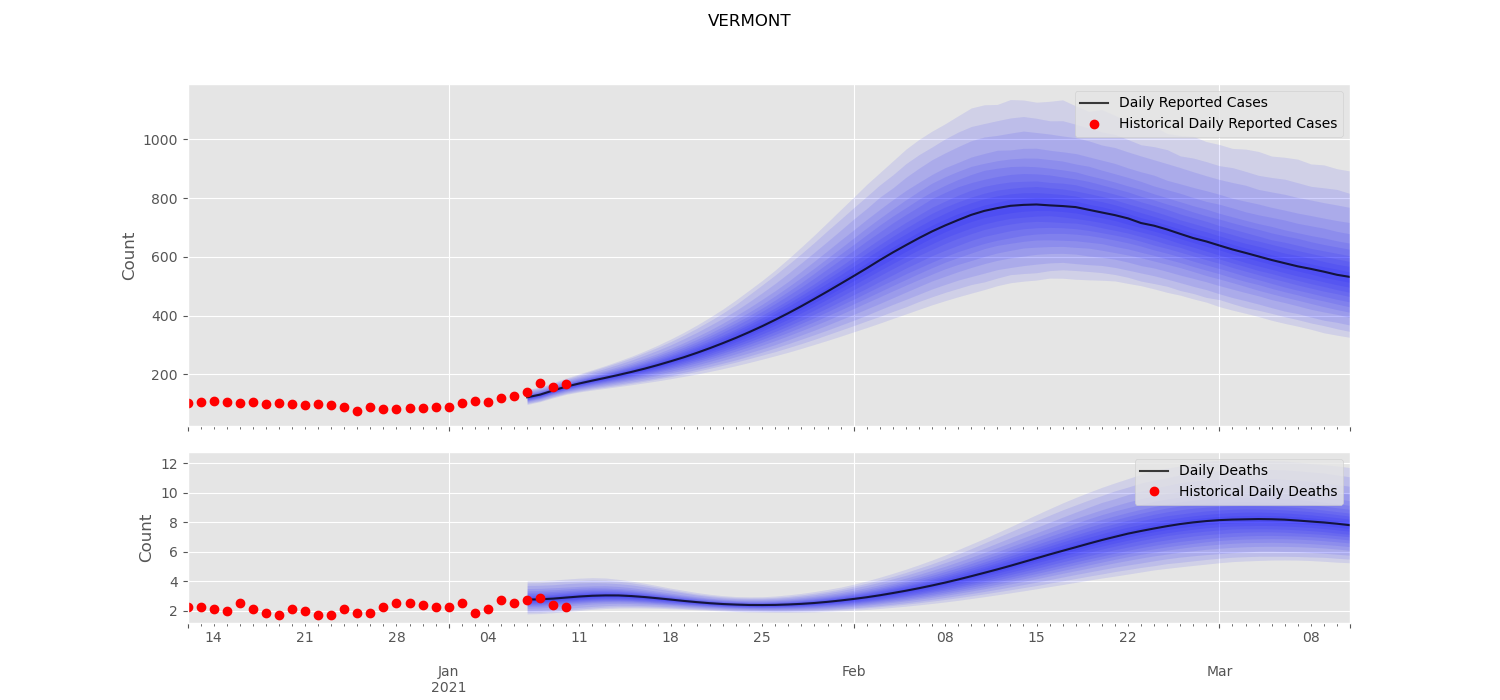 VERMONT
Daily Reported Cases
Historical Daily Reported Cases
Count
1000
800
600
400
200
Daily Deaths
Historical Daily Deaths
Count
12
10
8
6
4
2
14 21 28 04 11 18 25 08 15 22 08
Jan Feb Mar
2021